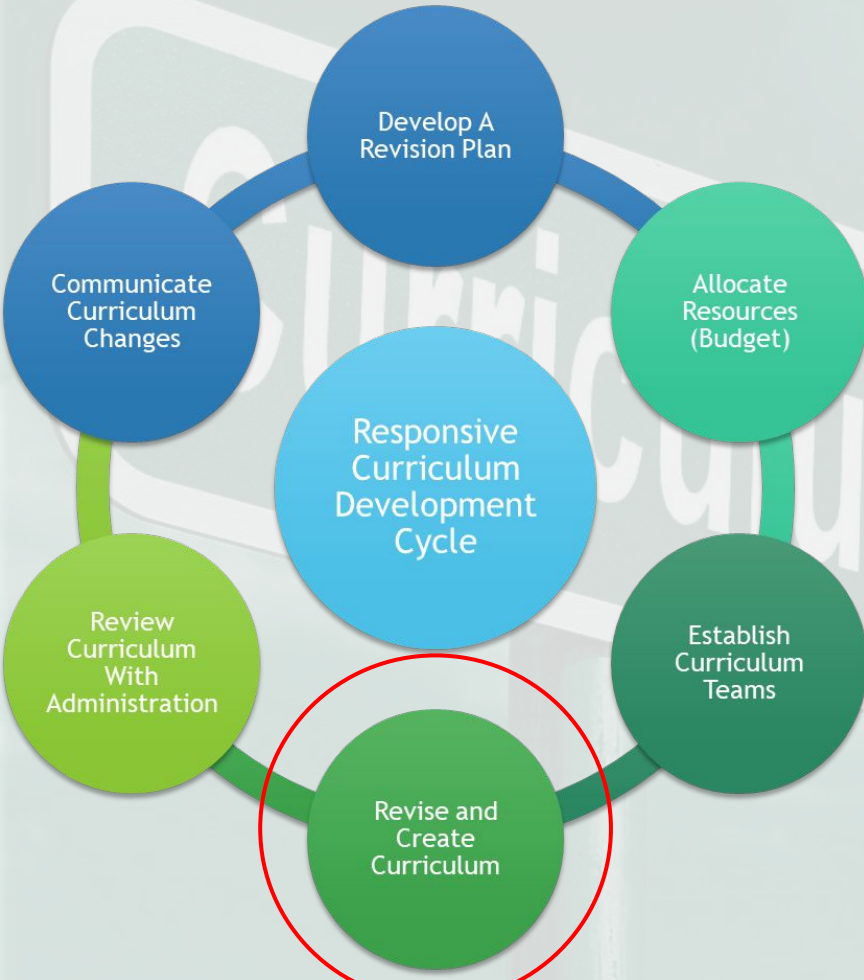 Develop A
Revision Plan
Allocate
Resources
(Budget)
Establish
Curriculum
Teams
Revise and
Create
Curriculum
Review
Curriculum
With
Administration
Communicate
Curriculum
Changes
Responsive
Curriculum
Development
Cycle